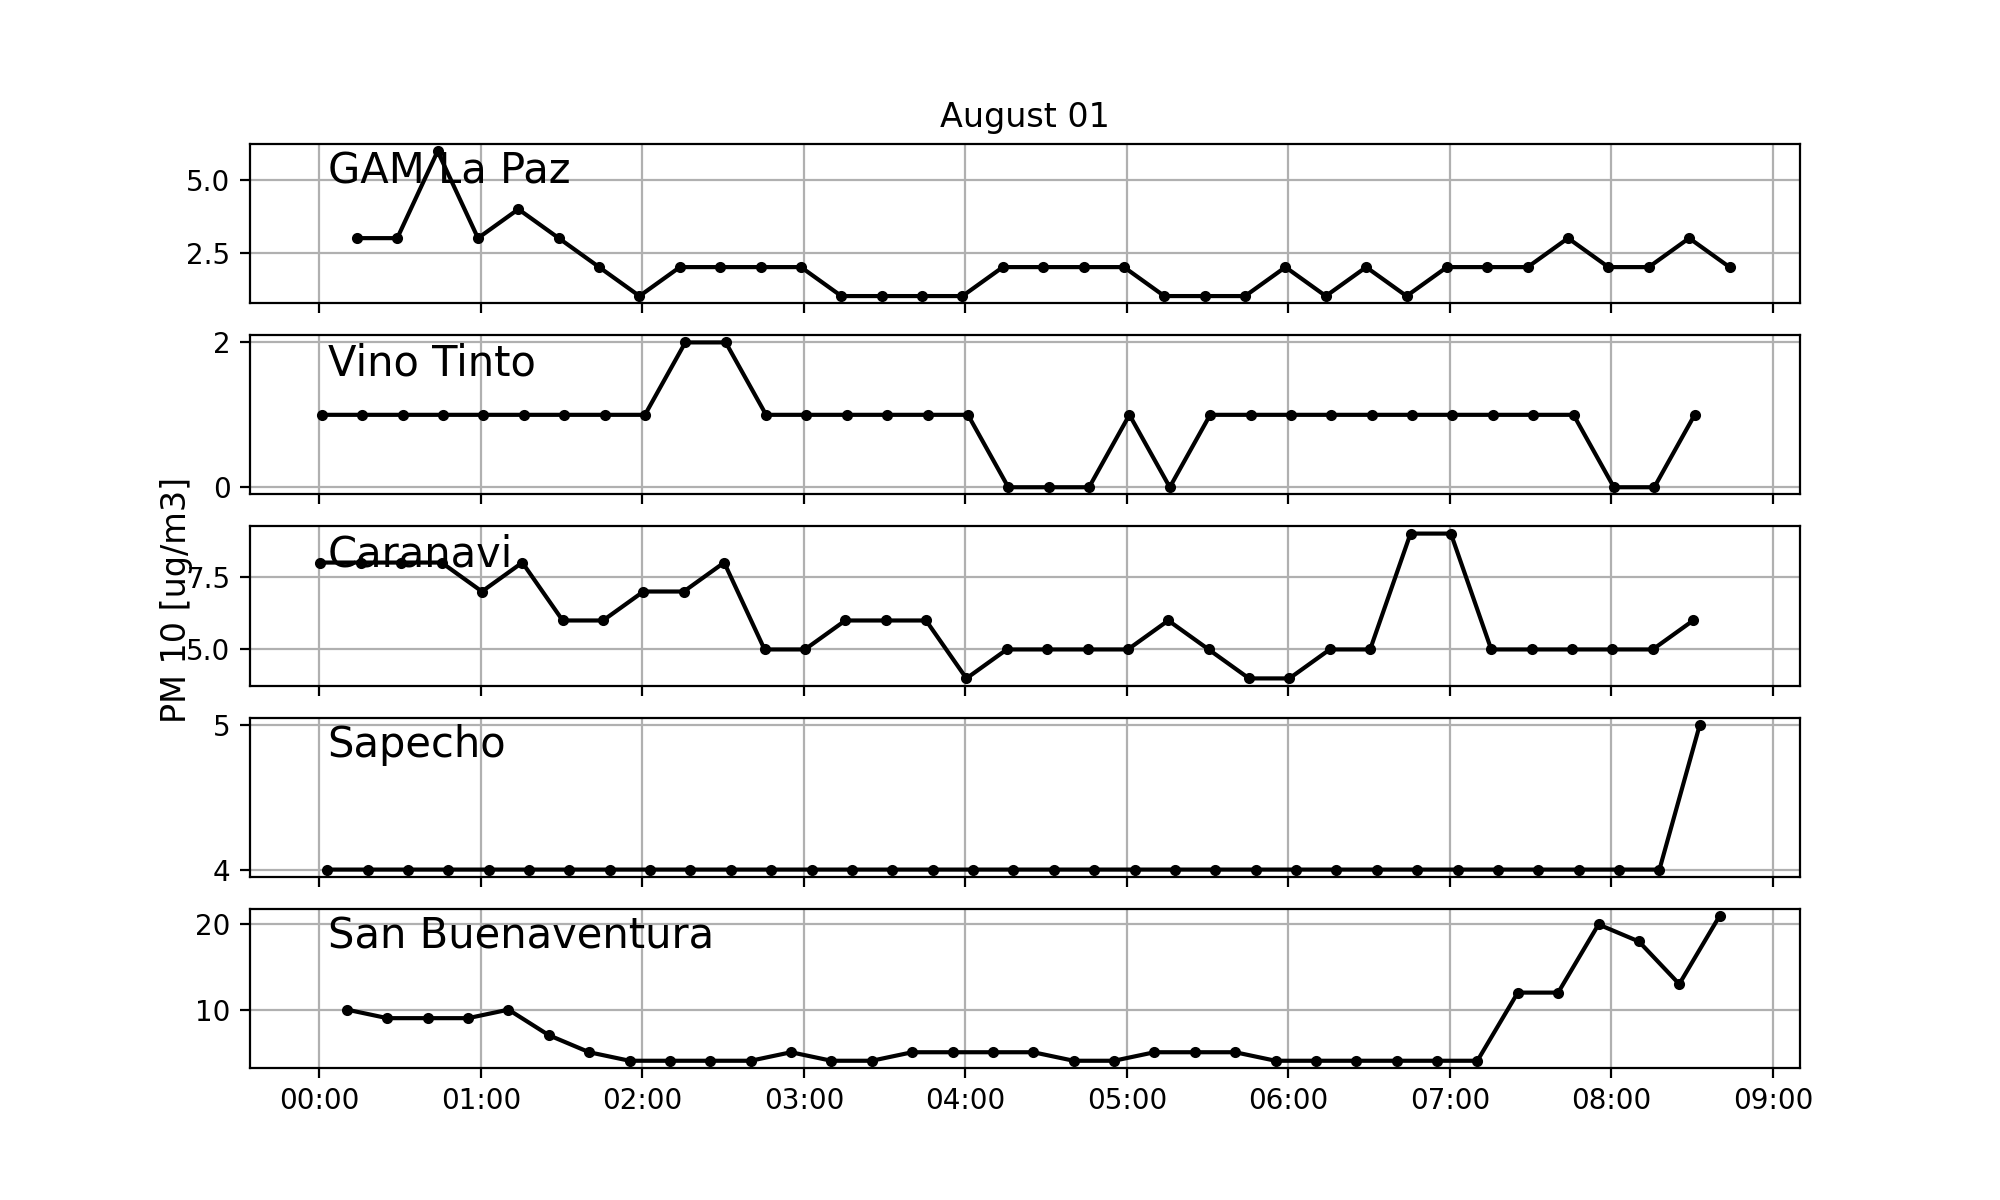 August 01
GAM La Paz
5.0
2.5
Vino Tinto
2
0
PM 10 [ug/m3]
Caranavi
7.5
5.0
Sapecho
5
4
San Buenaventura
20
10
00:00 01:00 02:00 03:00 04:00 05:00 06:00 07:00 08:00 09:00